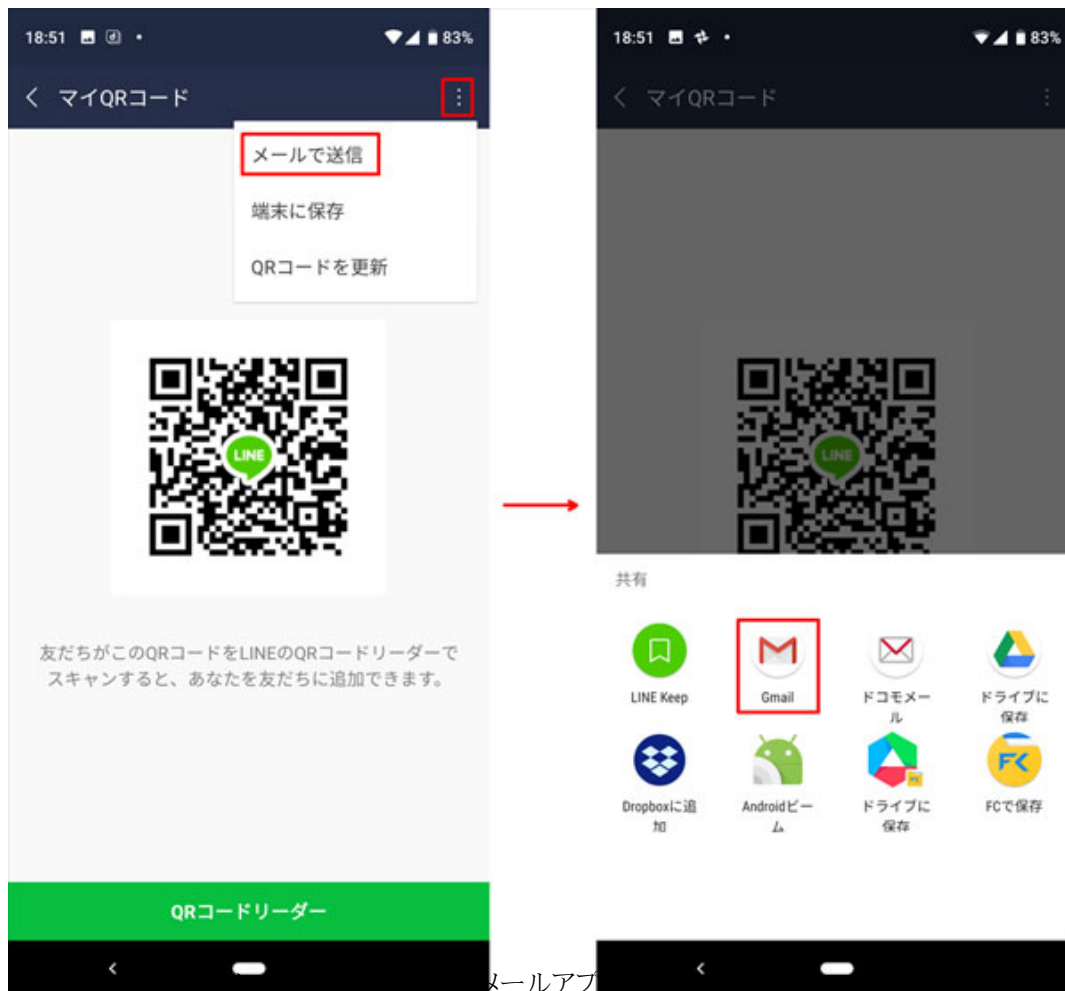 18:51
83%
マイQRコード
メールで送信
端末に保存
QRコードを更新
LINE
友だちがこのQRコードをLINEのQRコードリーダーで
スキャンすると、あなたを友だちに追加できます。
QRコードリーダー
18:51
83%
マイQRコード
LINE
共有
LINE Keep
Gmail
ドコモメー
ル
ドライブに
保存
Dropboxに追
加
Androidビー
ム
ドライブに
保存
FCで保存
メールアプ